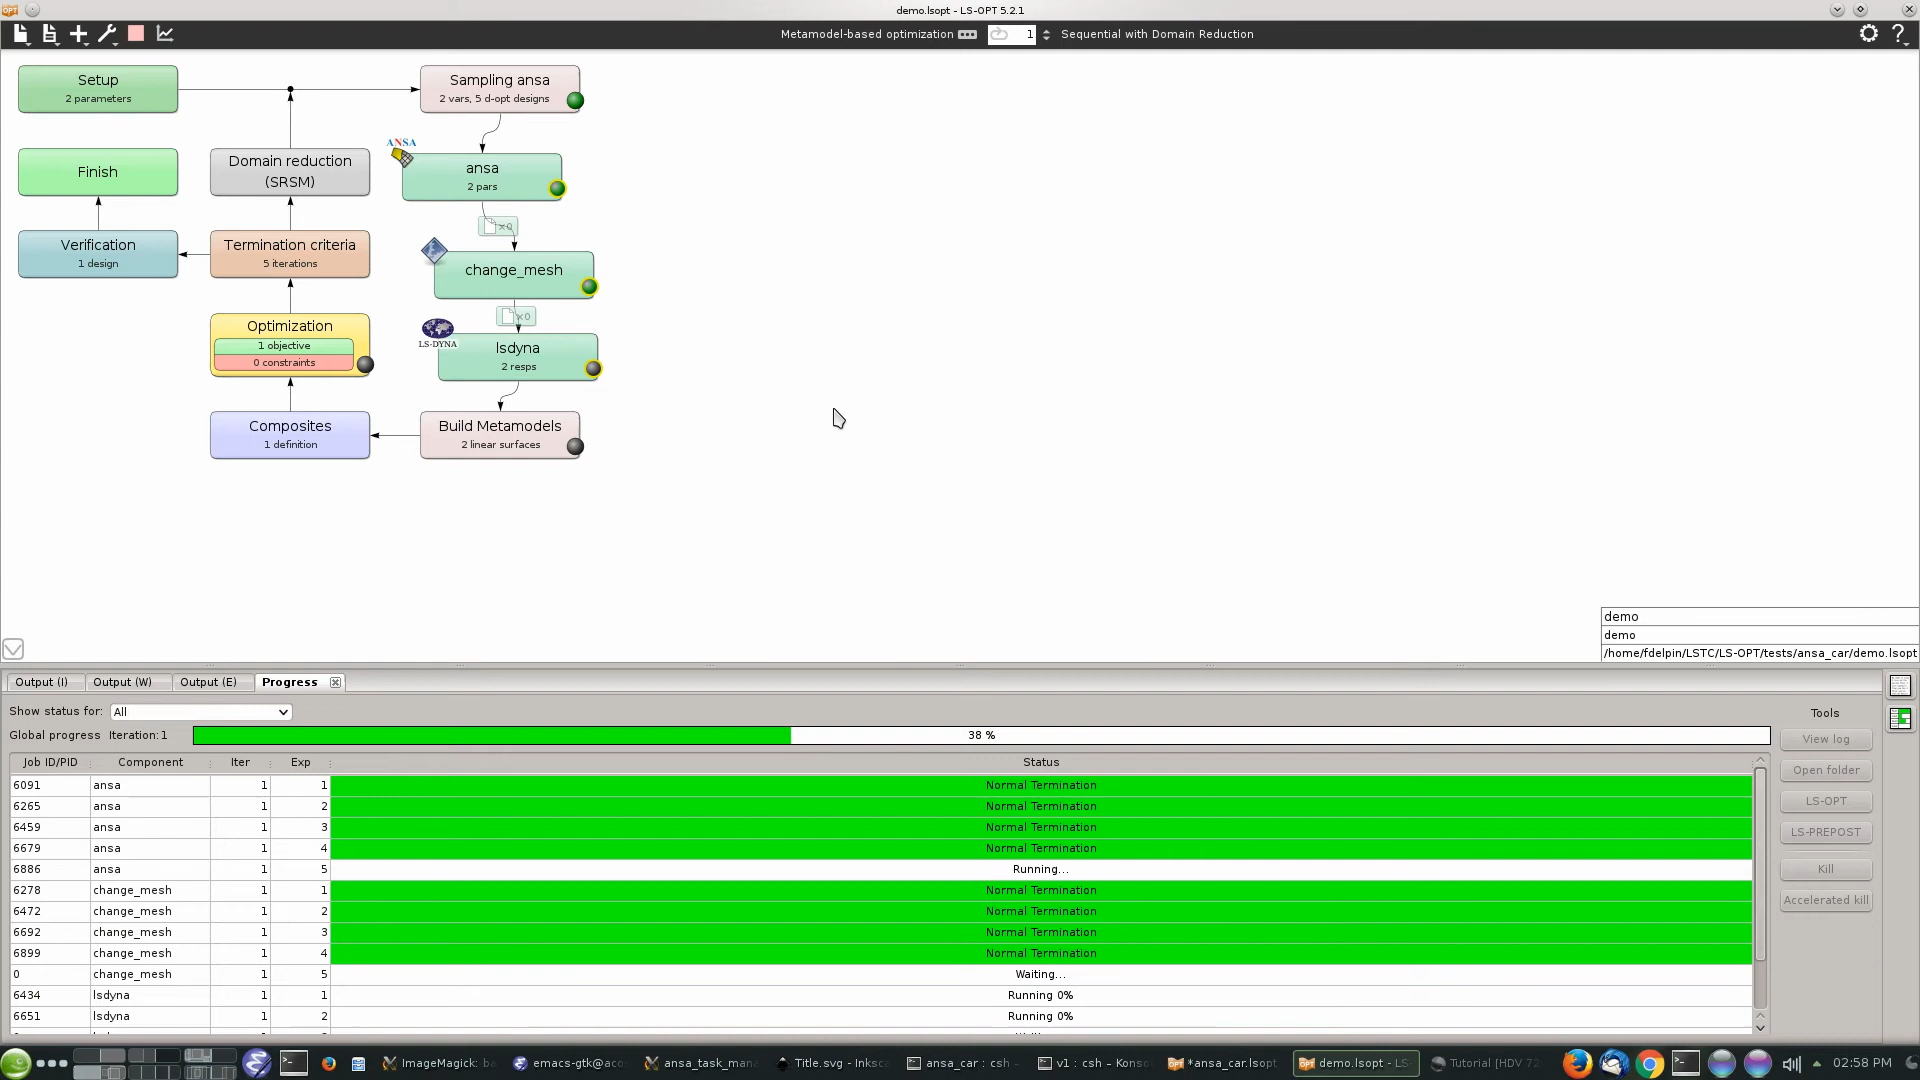 demo.lsopt - LS-OPT 5.2.1
Metamodel-based optimization
1
Sequential with Domain Reduction
Setup
2 parameters
Sampling ansa
2 vars, 5 d-opt designs
ANSA
ansa
2 pars
Finish
Domain reduction
(SRSM)
×0
Verification
1 design
Termination criteria
5 iterations
change_mesh
×0
Optimization
1 objective
0 constraints
LS-DYNA
lsdyna
2 resps
Composites
1 definition
Build Metamodels
2 linear surfaces
demo
demo
/home/fdelpin/LSTC/LS-OPT/tests/ansa_car/demo.lsopt
Output (I) Output (W) Output (E) Progress
Show status for: All
Global progress Iteration:1 38 %
Job ID/PID Component Iter Exp Status
6091 ansa 1 1 Normal Termination
6265 ansa 1 2 Normal Termination
6459 ansa 1 3 Normal Termination
6679 ansa 1 4 Normal Termination
6886 ansa 1 5 Running...
6278 change_mesh 1 1 Normal Termination
6472 change_mesh 1 2 Normal Termination
6692 change_mesh 1 3 Normal Termination
6899 change_mesh 1 4 Normal Termination
0 change_mesh 1 5 Waiting...
6434 lsdyna 1 1 Running 0%
6651 lsdyna 1 2 Running 0%
Tools
View log
Open folder
LS-OPT
LS-PREPOST
Kill
Accelerated kill
ImageMagick: ba
emacs-gtk@aco
ansa_task_mana
Title.svg - Inksc
ansa_car : csh
v1 : csh - Konso
*ansa_car.lsopt
demo.lsopt - LS-
Tutorial [HDV 72
02:58 PM